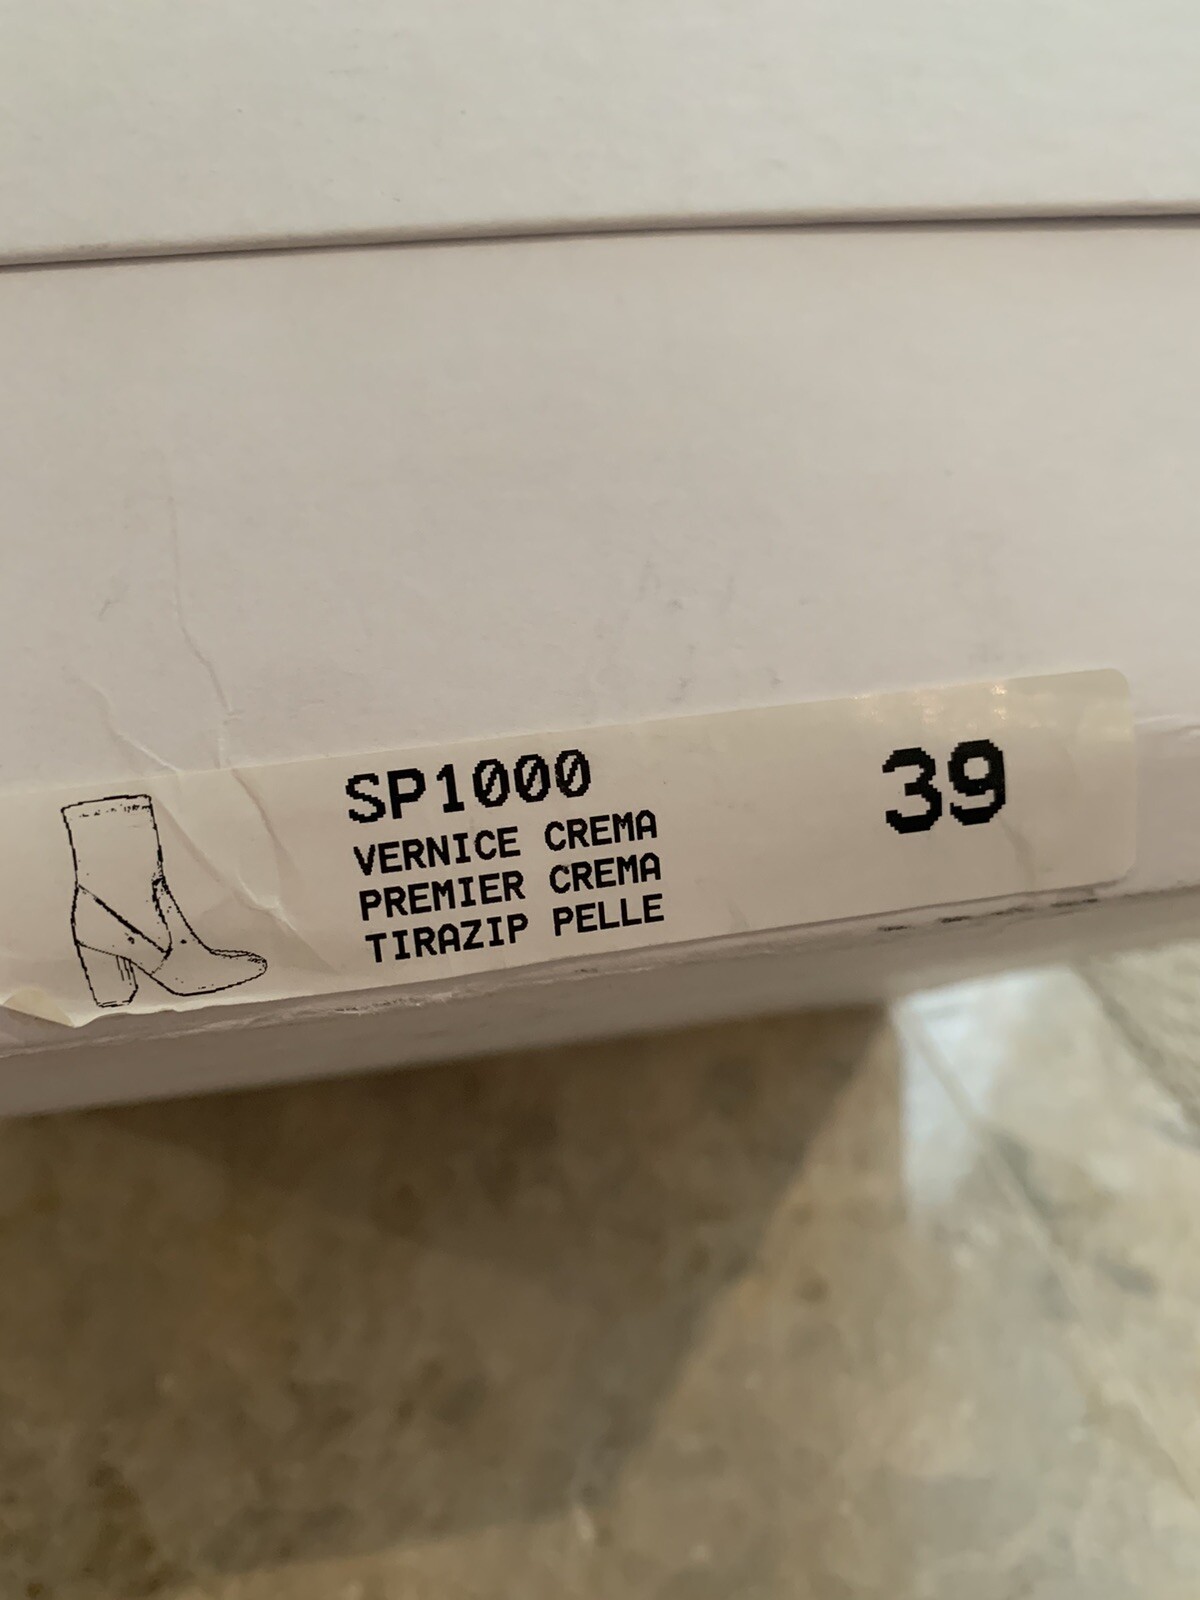 SP1000
39
VERNICE CREMA
PREMIER CREMA
TIRAZIP PELLE